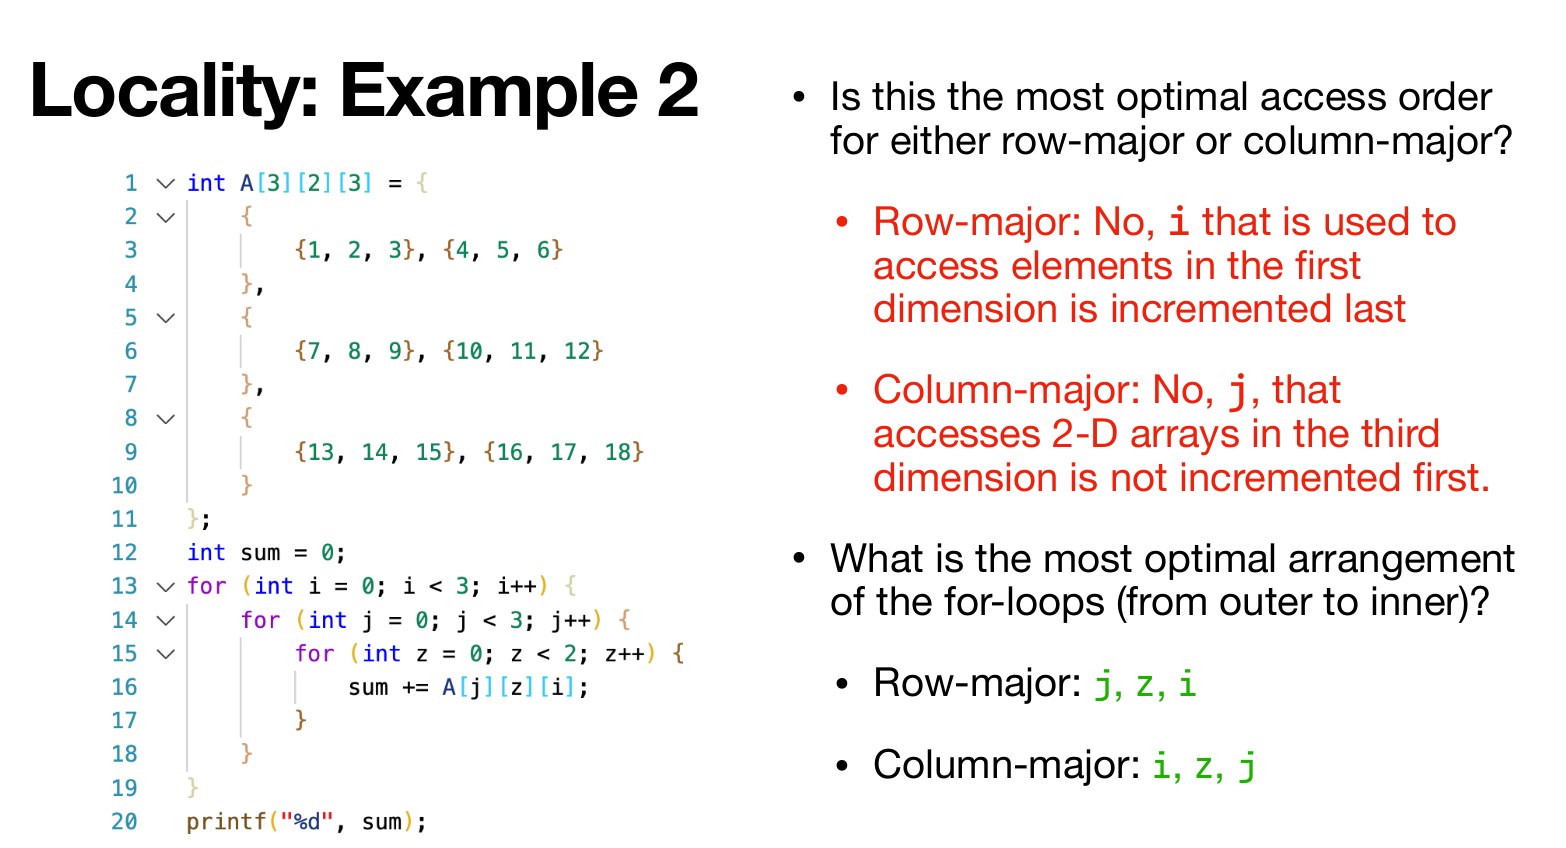 Locality: Example 2
1 int A[3][2][3] = {
2     {
3         {1, 2, 3}, {4, 5, 6}
4     },
5     {
6         {7, 8, 9}, {10, 11, 12}
7     },
8     {
9         {13, 14, 15}, {16, 17, 18}
10     }
11 };
12 int sum = 0;
13 for (int i = 0; i < 3; i++) {
14     for (int j = 0; j < 3; j++) {
15         for (int z = 0; z < 2; z++) {
16             sum += A[j][z][i];
17         }
18     }
19 }
20 printf("%d", sum);
• Is this the most optimal access order
for either row-major or column-major?
• Row-major: No, i that is used to
access elements in the first
dimension is incremented last
• Column-major: No, j, that
accesses 2-D arrays in the third
dimension is not incremented first.
• What is the most optimal arrangement
of the for-loops (from outer to inner)?
• Row-major: j, z, i
• Column-major: i, z, j